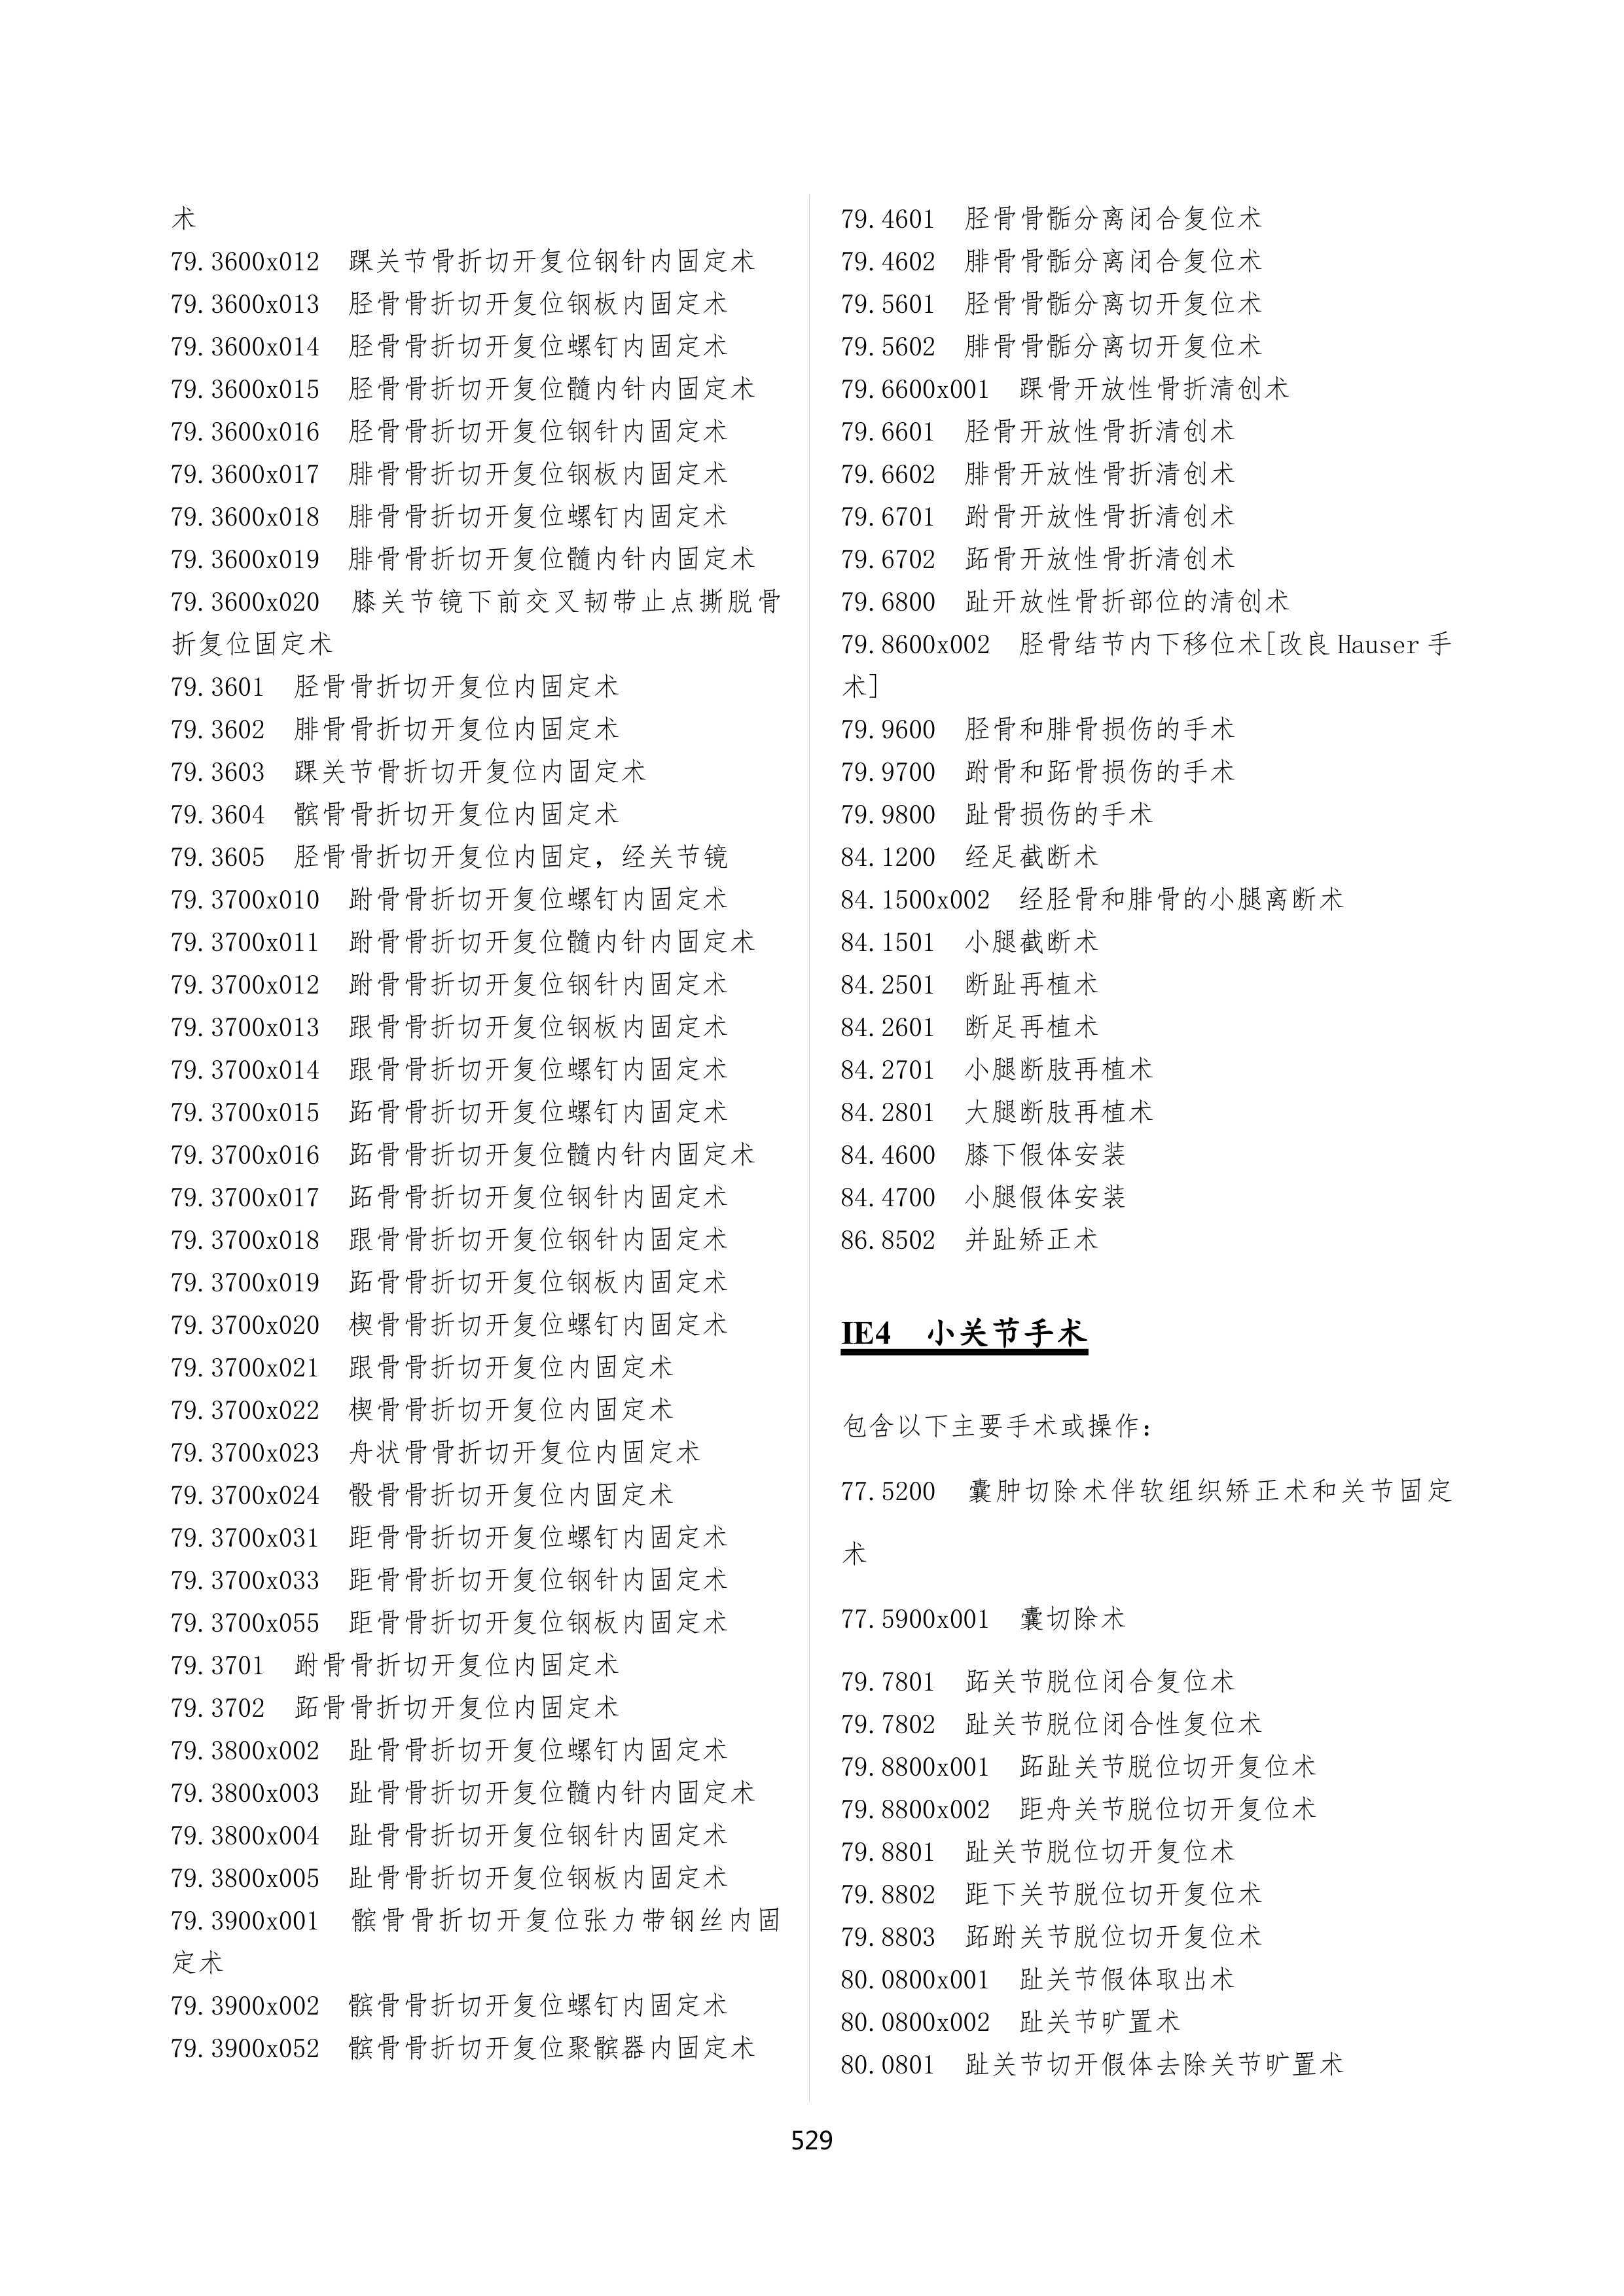 术
79.3600x012 踝关节骨折切开复位钢针内固定术
79.3600x013 胫骨骨折切开复位钢板内固定术
79.3600x014 胫骨骨折切开复位螺钉内固定术
79.3600x015 胫骨骨折切开复位髓内针内固定术
79.3600x016 胫骨骨折切开复位钢针内固定术
79.3600x017 腓骨骨折切开复位钢板内固定术
79.3600x018 腓骨骨折切开复位螺钉内固定术
79.3600x019 腓骨骨折切开复位髓内针内固定术
79.3600x020 膝关节镜下前交叉韧带止点撕脱骨
折复位固定术
79.3601 胫骨骨折切开复位内固定术
79.3602 腓骨骨折切开复位内固定术
79.3603 踝关节骨折切开复位内固定术
79.3604 髌骨骨折切开复位内固定术
79.3605 胫骨骨折切开复位内固定，经关节镜
79.3700x010 跗骨骨折切开复位螺钉内固定术
79.3700x011 跗骨骨折切开复位髓内针内固定术
79.3700x012 跗骨骨折切开复位钢针内固定术
79.3700x013 跟骨骨折切开复位钢板内固定术
79.3700x014 跟骨骨折切开复位螺钉内固定术
79.3700x015 跖骨骨折切开复位螺钉内固定术
79.3700x016 跖骨骨折切开复位髓内针内固定术
79.3700x017 跖骨骨折切开复位钢针内固定术
79.3700x018 跟骨骨折切开复位钢针内固定术
79.3700x019 跖骨骨折切开复位钢板内固定术
79.3700x020 楔骨骨折切开复位螺钉内固定术
79.3700x021 跟骨骨折切开复位内固定术
79.3700x022 楔骨骨折切开复位内固定术
79.3700x023 舟状骨骨折切开复位内固定术
79.3700x024 骰骨骨折切开复位内固定术
79.3700x031 距骨骨折切开复位螺钉内固定术
79.3700x033 距骨骨折切开复位钢针内固定术
79.3700x055 距骨骨折切开复位钢板内固定术
79.3701 跗骨骨折切开复位内固定术
79.3702 跖骨骨折切开复位内固定术
79.3800x002 趾骨骨折切开复位螺钉内固定术
79.3800x003 趾骨骨折切开复位髓内针内固定术
79.3800x004 趾骨骨折切开复位钢针内固定术
79.3800x005 趾骨骨折切开复位钢板内固定术
79.3900x001 髌骨骨折切开复位张力带钢丝内固
定术
79.3900x002 髌骨骨折切开复位螺钉内固定术
79.3900x052 髌骨骨折切开复位聚髌器内固定术
79.4601 胫骨骨骺分离闭合复位术
79.4602 腓骨骨骺分离闭合复位术
79.5601 胫骨骨骺分离切开复位术
79.5602 腓骨骨骺分离切开复位术
79.6600x001 踝骨开放性骨折清创术
79.6601 胫骨开放性骨折清创术
79.6602 腓骨开放性骨折清创术
79.6701 跗骨开放性骨折清创术
79.6702 跖骨开放性骨折清创术
79.6800 趾开放性骨折部位的清创术
79.8600x002 胫骨结节内下移位术[改良 Hauser 手
术]
79.9600 胫骨和腓骨损伤的手术
79.9700 跗骨和跖骨损伤的手术
79.9800 趾骨损伤的手术
84.1200 经足截断术
84.1500x002 经胫骨和腓骨的小腿离断术
84.1501 小腿截断术
84.2501 断趾再植术
84.2601 断足再植术
84.2701 小腿断肢再植术
84.2801 大腿断肢再植术
84.4600 膝下假体安装
84.4700 小腿假体安装
86.8502 并趾矫正术
IE4 小关节手术
包含以下主要手术或操作：
77.5200 囊肿切除术伴软组织矫正术和关节固定
术
77.5900x001 囊切除术
79.7801 跖关节脱位闭合复位术
79.7802 趾关节脱位闭合性复位术
79.8800x001 跖趾关节脱位切开复位术
79.8800x002 距舟关节脱位切开复位术
79.8801 趾关节脱位切开复位术
79.8802 距下关节脱位切开复位术
79.8803 跖跗关节脱位切开复位术
80.0800x001 趾关节假体取出术
80.0800x002 趾关节旷置术
80.0801 趾关节切开假体去除关节旷置术
529